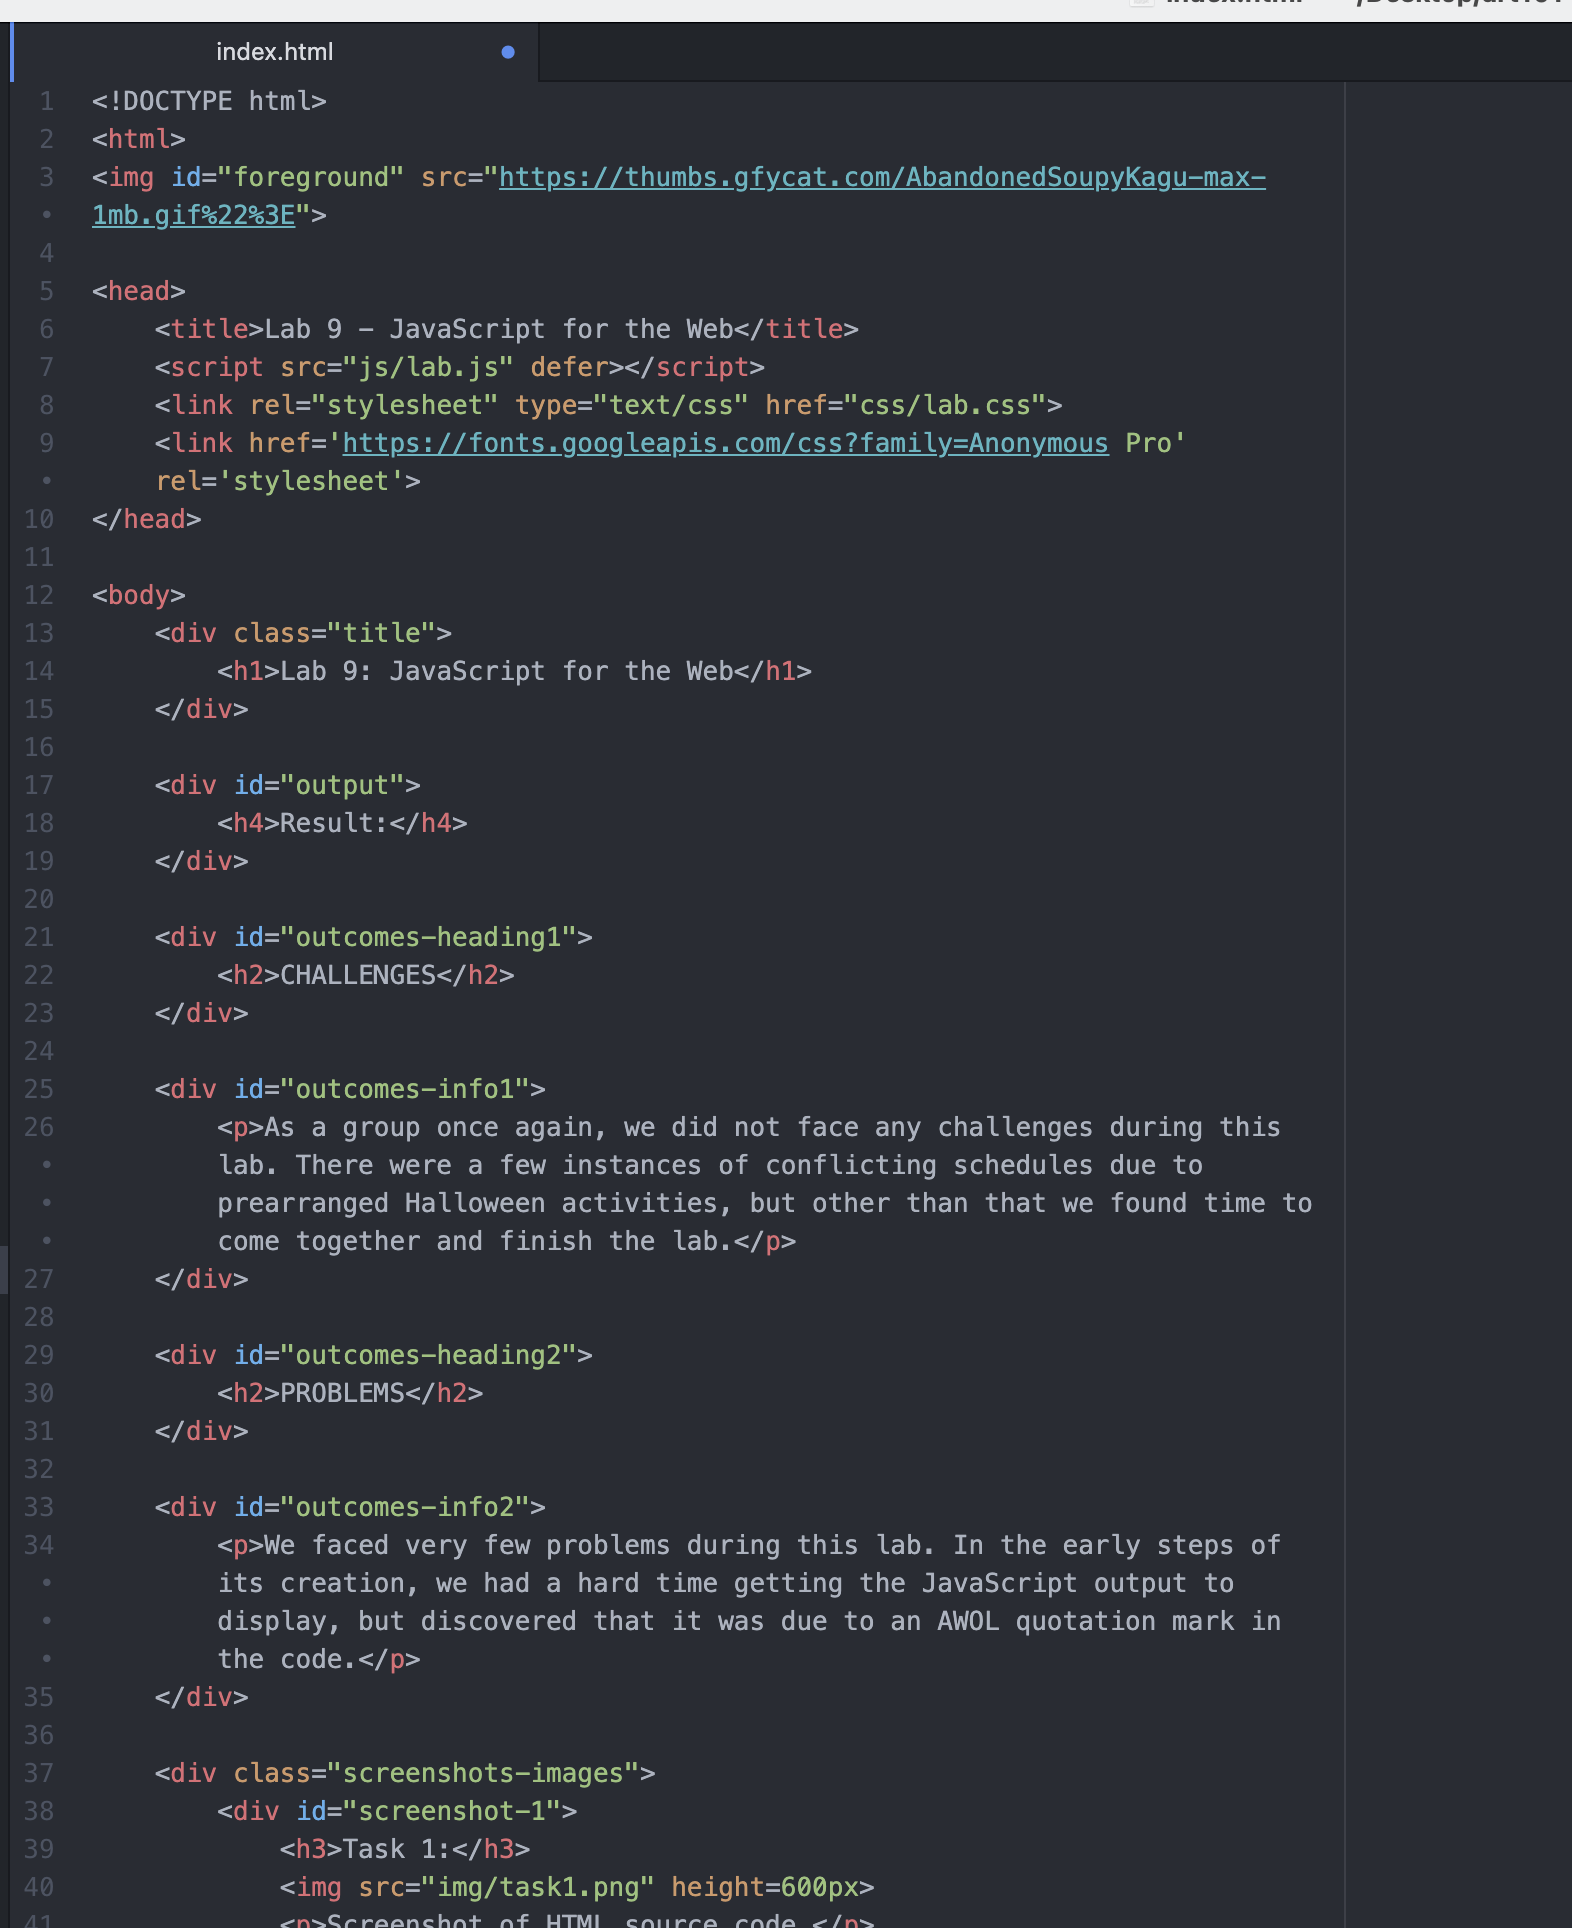 index.html
index.html
1 <!DOCTYPE html>
2 <html>
3 <img id="foreground" src="https://thumbs.gfycat.com/AbandonedSoupyKagu-max-
• 1mb.gif%22%3E">
4
5 <head>
6     <title>Lab 9 - JavaScript for the Web</title>
7     <script src="js/lab.js" defer></script>
8     <link rel="stylesheet" type="text/css" href="css/lab.css">
9     <link href='https://fonts.googleapis.com/css?family=Anonymous Pro'
•     rel='stylesheet'>
10 </head>
11
12 <body>
13     <div class="title">
14         <h1>Lab 9: JavaScript for the Web</h1>
15     </div>
16
17     <div id="output">
18         <h4>Result:</h4>
19     </div>
20
21     <div id="outcomes-heading1">
22         <h2>CHALLENGES</h2>
23     </div>
24
25     <div id="outcomes-info1">
26         <p>As a group once again, we did not face any challenges during this
•         lab. There were a few instances of conflicting schedules due to
•         prearranged Halloween activities, but other than that we found time to
•         come together and finish the lab.</p>
27     </div>
28
29     <div id="outcomes-heading2">
30         <h2>PROBLEMS</h2>
31     </div>
32
33     <div id="outcomes-info2">
34         <p>We faced very few problems during this lab. In the early steps of
•         its creation, we had a hard time getting the JavaScript output to
•         display, but discovered that it was due to an AWOL quotation mark in
•         the code.</p>
35     </div>
36
37     <div class="screenshots-images">
38         <div id="screenshot-1">
39             <h3>Task 1:</h3>
40             <img src="img/task1.png" height=600px>
41             <p>Screenshot of HTML source code.</p>